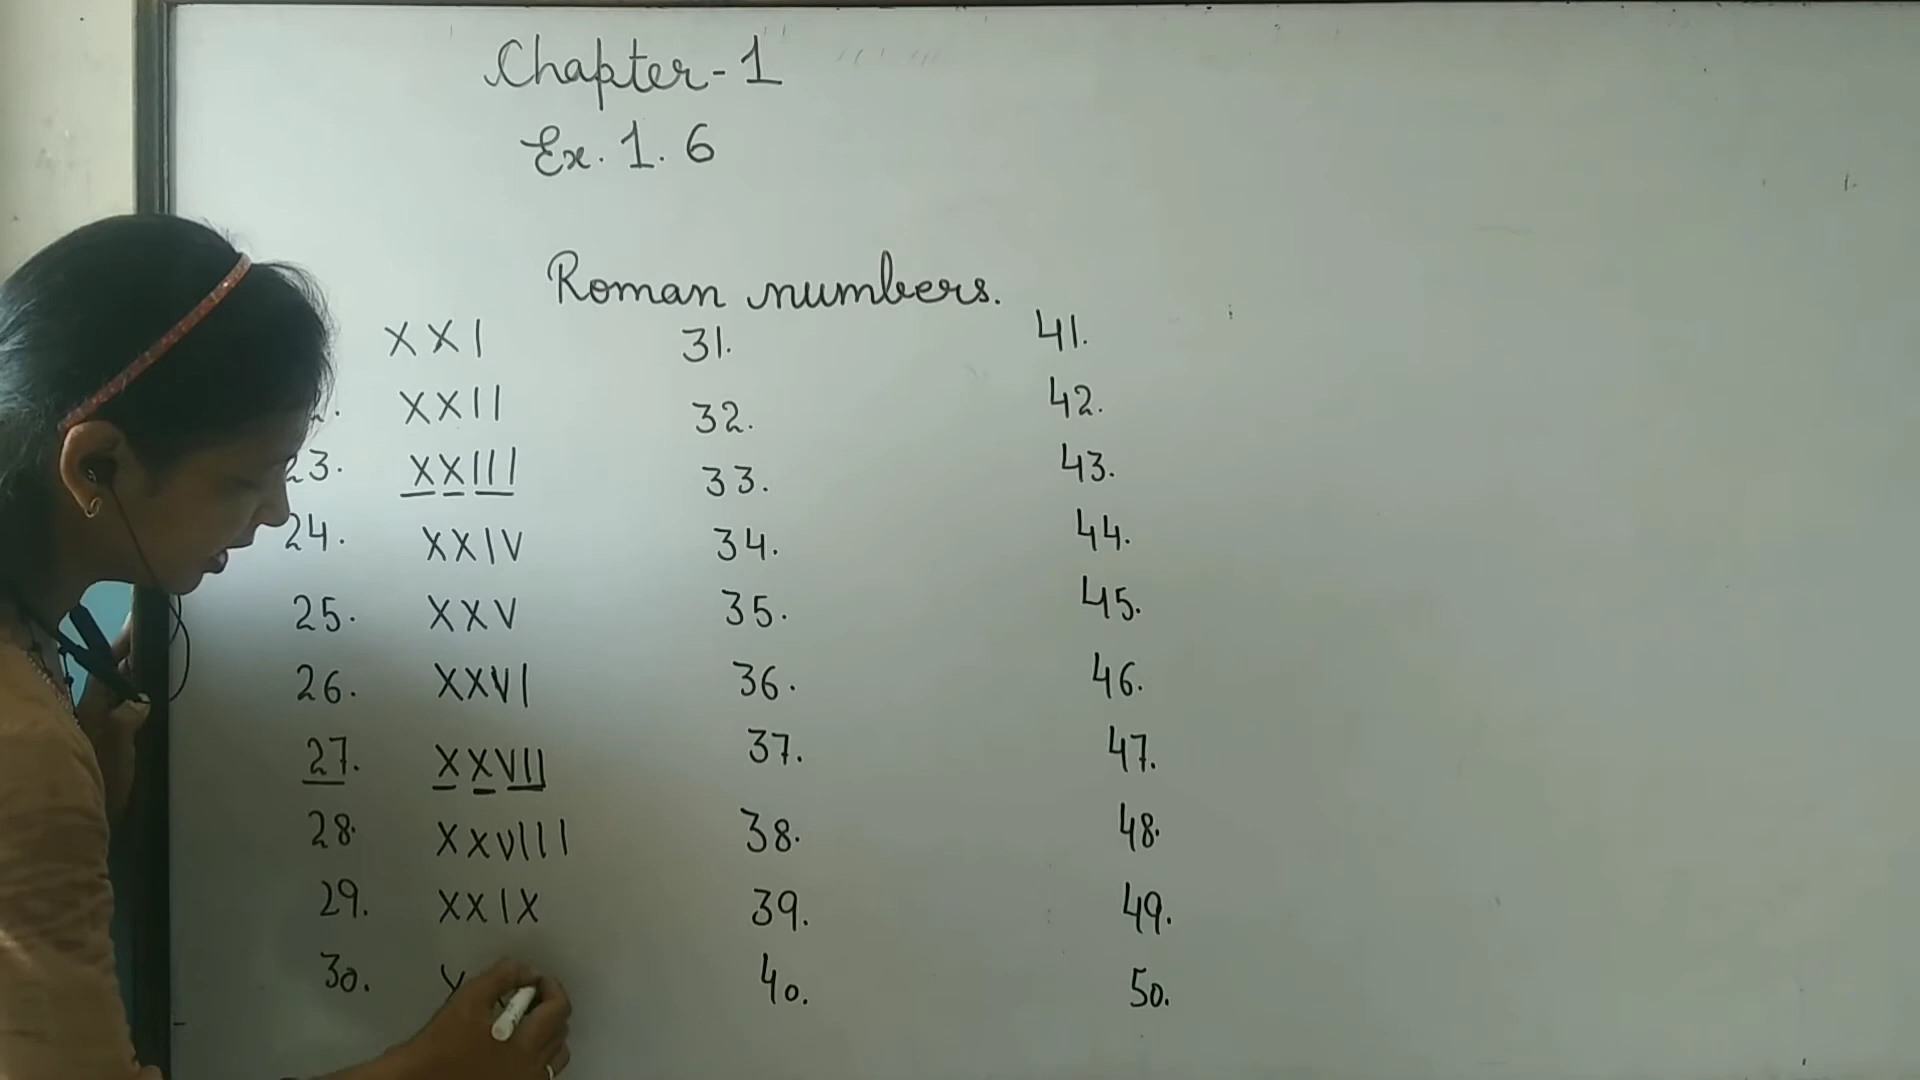 Chapter-1
Ex. 1.6
Roman numbers.
XXI 31. 41.
XXII 32. 42.
23. XXIII 33. 43.
24. XXIV 34. 44.
25. XXV 35. 45.
26. XXVI 36. 46.
27. XXVII 37. 47.
28. XXVIII 38. 48.
29. XXIX 39. 49.
30. 40. 50.